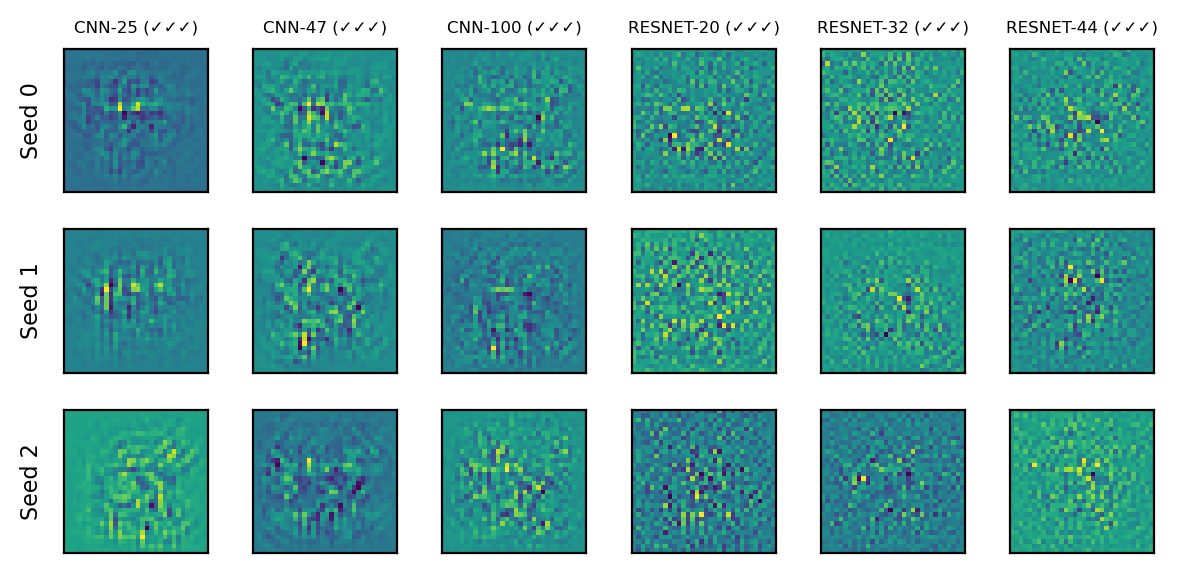 CNN-25 (✓✓✓) CNN-47 (✓✓✓) CNN-100 (✓✓✓) RESNET-20 (✓✓✓) RESNET-32 (✓✓✓) RESNET-44 (✓✓✓)
Seed 0
Seed 1
Seed 2